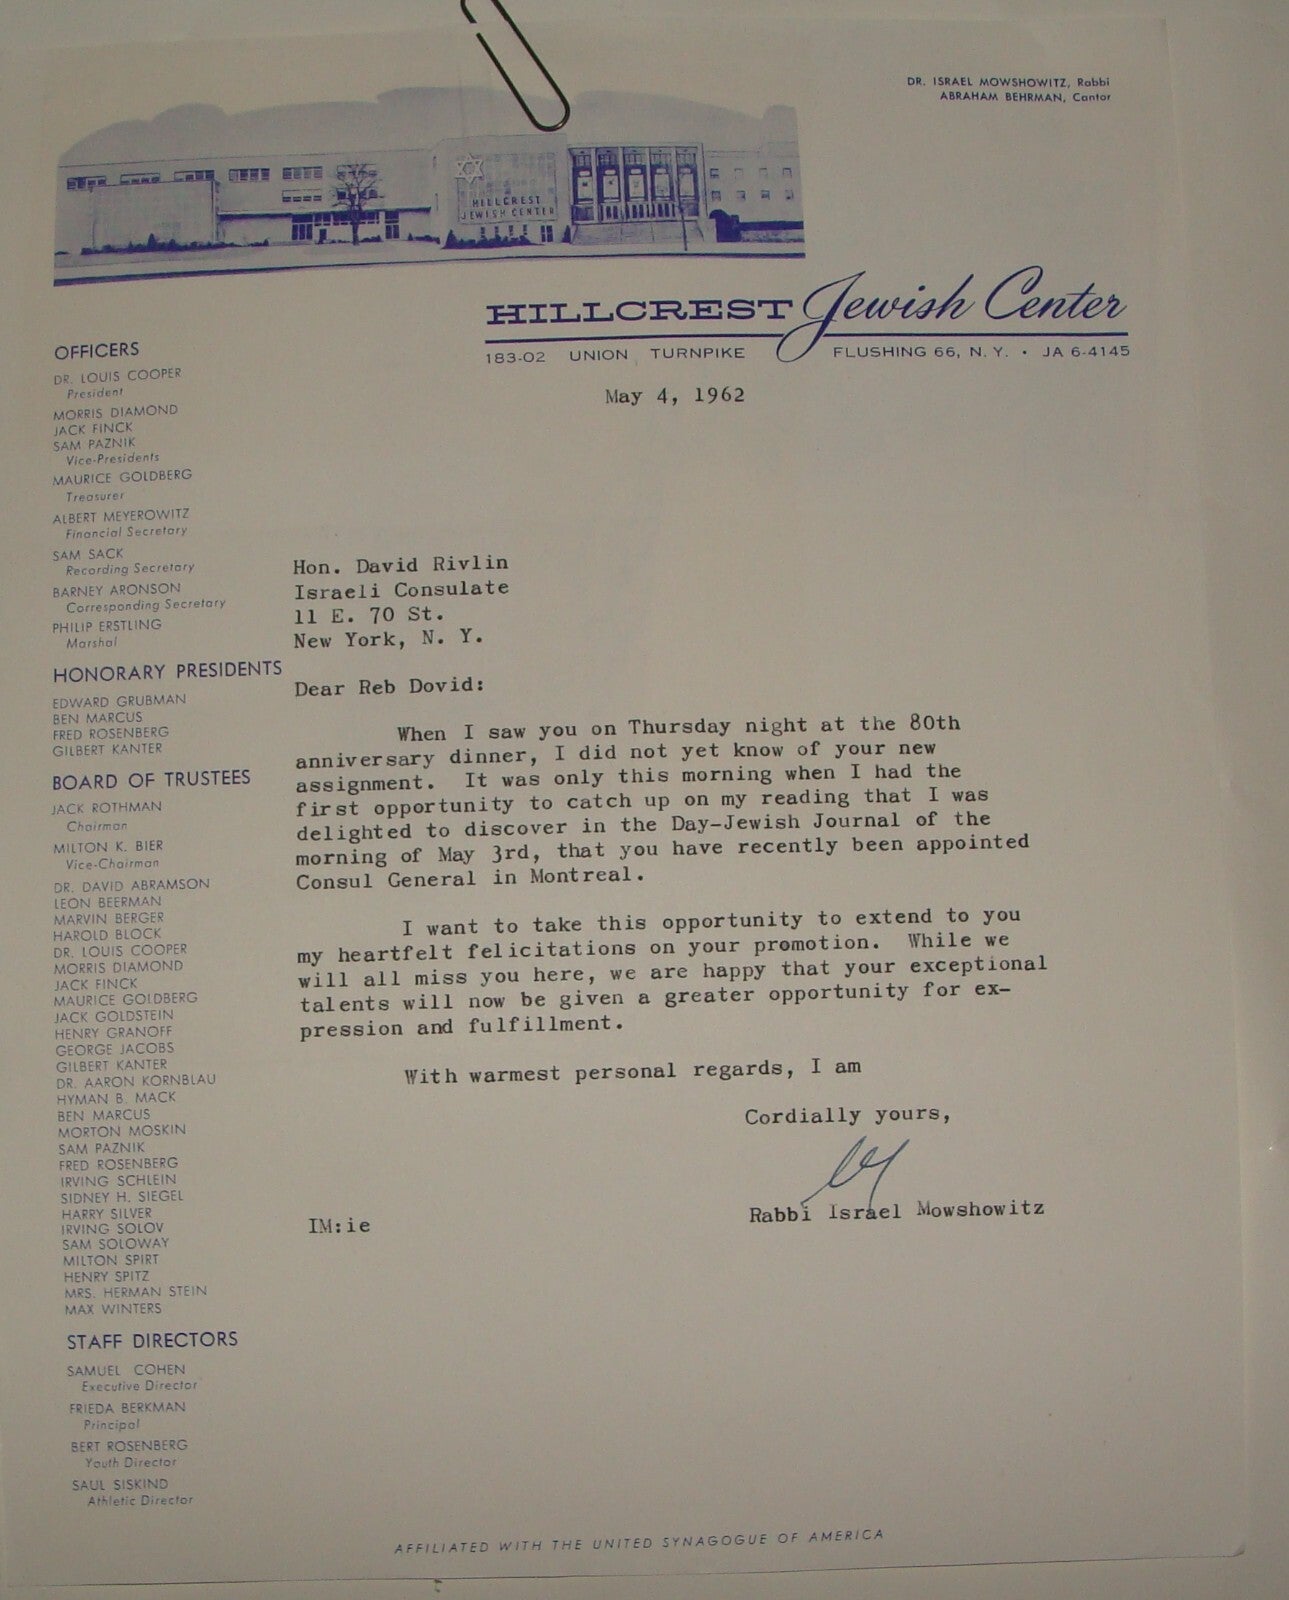 DR. ISRAEL MOWSHOWITZ, Rabbi
ABRAHAM BEHRMAN, Cantor
HILLCREST
JEWISH CENTER
HILLCREST Jewish Center
183-02 UNION TURNPIKE FLUSHING 66, N. Y. • JA 6-4145
OFFICERS
DR. LOUIS COOPER
President
MORRIS DIAMOND
JACK FINCK
SAM PAZNIK
Vice-Presidents
MAURICE GOLDBERG
Treasurer
ALBERT MEYEROWITZ
Financial Secretary
SAM SACK
Recording Secretary
BARNEY ARONSON
Corresponding Secretary
PHILIP ERSTLING
Marshal
HONORARY PRESIDENTS
EDWARD GRUBMAN
BEN MARCUS
FRED ROSENBERG
GILBERT KANTER
BOARD OF TRUSTEES
JACK ROTHMAN
Chairman
MILTON K. BIER
Vice-Chairman
DR. DAVID ABRAMSON
LEON BEERMAN
MARVIN BERGER
HAROLD BLOCK
DR. LOUIS COOPER
MORRIS DIAMOND
JACK FINCK
MAURICE GOLDBERG
JACK GOLDSTEIN
HENRY GRANOFF
GEORGE JACOBS
GILBERT KANTER
DR. AARON KORNBLAU
HYMAN B. MACK
BEN MARCUS
MORTON MOSKIN
SAM PAZNIK
FRED ROSENBERG
IRVING SCHLEIN
SIDNEY H. SIEGEL
HARRY SILVER
IRVING SOLOV
SAM SOLOWAY
MILTON SPIRT
HENRY SPITZ
MRS. HERMAN STEIN
MAX WINTERS
STAFF DIRECTORS
SAMUEL COHEN
Executive Director
FRIEDA BERKMAN
Principal
BERT ROSENBERG
Youth Director
SAUL SISKIND
Athletic Director
May 4, 1962
Hon. David Rivlin
Israeli Consulate
11 E. 70 St.
New York, N. Y.
Dear Reb Dovid:
When I saw you on Thursday night at the 80th
anniversary dinner, I did not yet know of your new
assignment. It was only this morning when I had the
first opportunity to catch up on my reading that I was
delighted to discover in the Day-Jewish Journal of the
morning of May 3rd, that you have recently been appointed
Consul General in Montreal.
I want to take this opportunity to extend to you
my heartfelt felicitations on your promotion. While we
will all miss you here, we are happy that your exceptional
talents will now be given a greater opportunity for ex-
pression and fulfillment.
With warmest personal regards, I am
Cordially yours,
Rabbi Israel Mowshowitz
IM:ie
AFFILIATED WITH THE UNITED SYNAGOGUE OF AMERICA